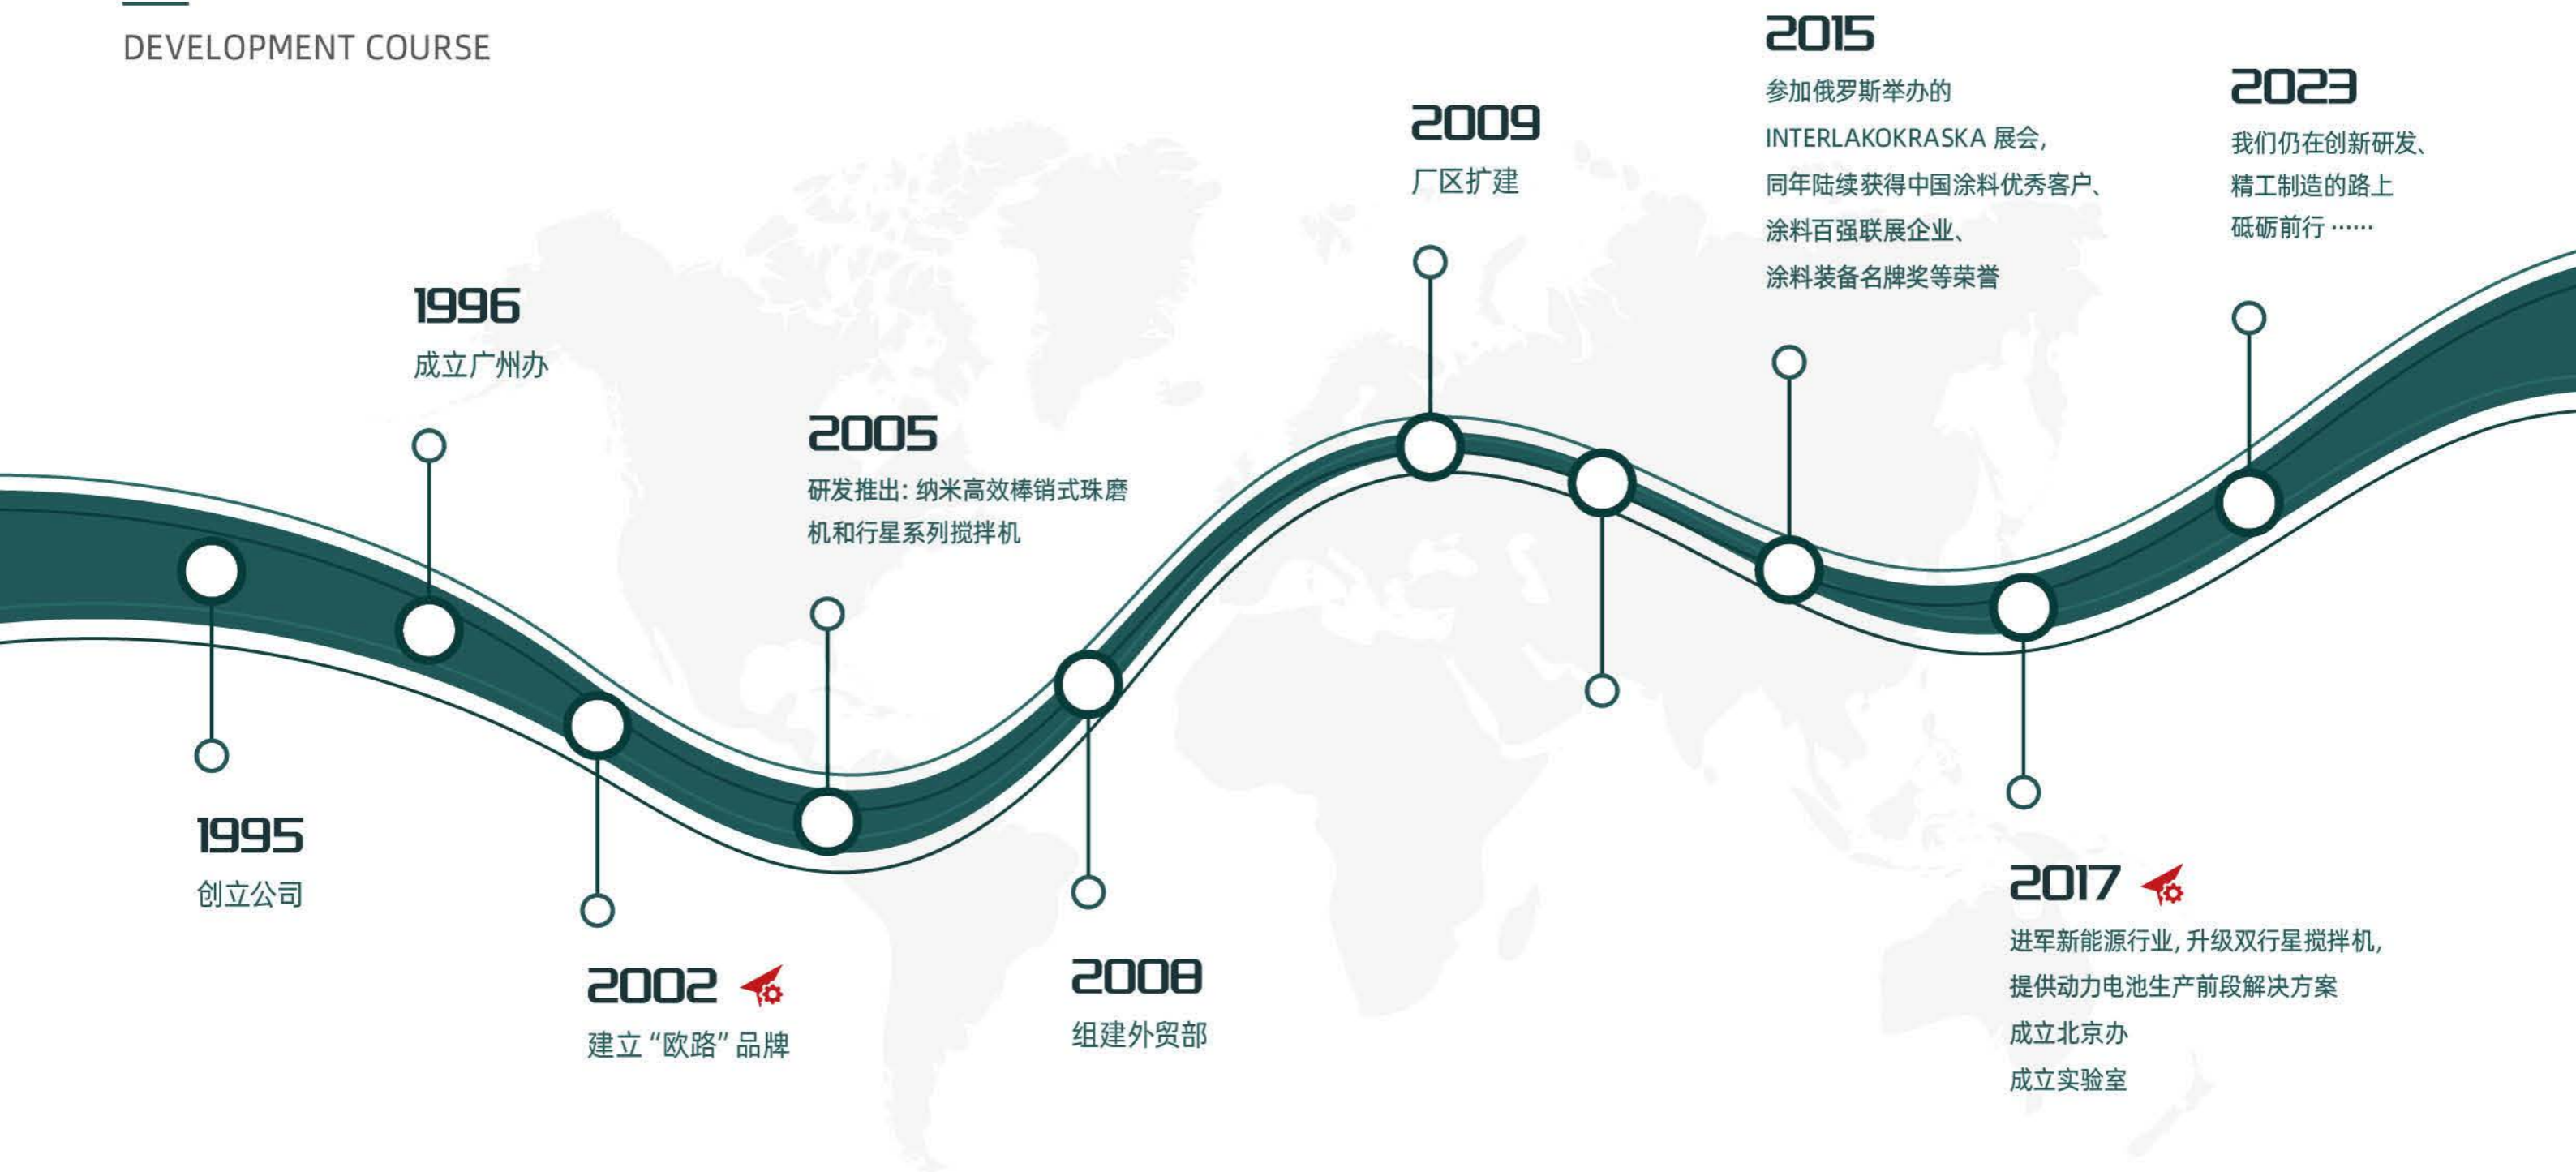 DEVELOPMENT COURSE
1995
创立公司
1996
成立广州办
2002
建立“欧路”品牌
2005
研发推出: 纳米高效棒销式珠磨
机和行星系列搅拌机
2008
组建外贸部
2009
厂区扩建
2015
参加俄罗斯举办的
INTERLAKOKRASKA 展会,
同年陆续获得中国涂料优秀客户、
涂料百强联展企业、
涂料装备名牌奖等荣誉
2017
进军新能源行业, 升级双行星搅拌机,
提供动力电池生产前段解决方案
成立北京办
成立实验室
2023
我们仍在创新研发、
精工制造的路上
砥砺前行 ……